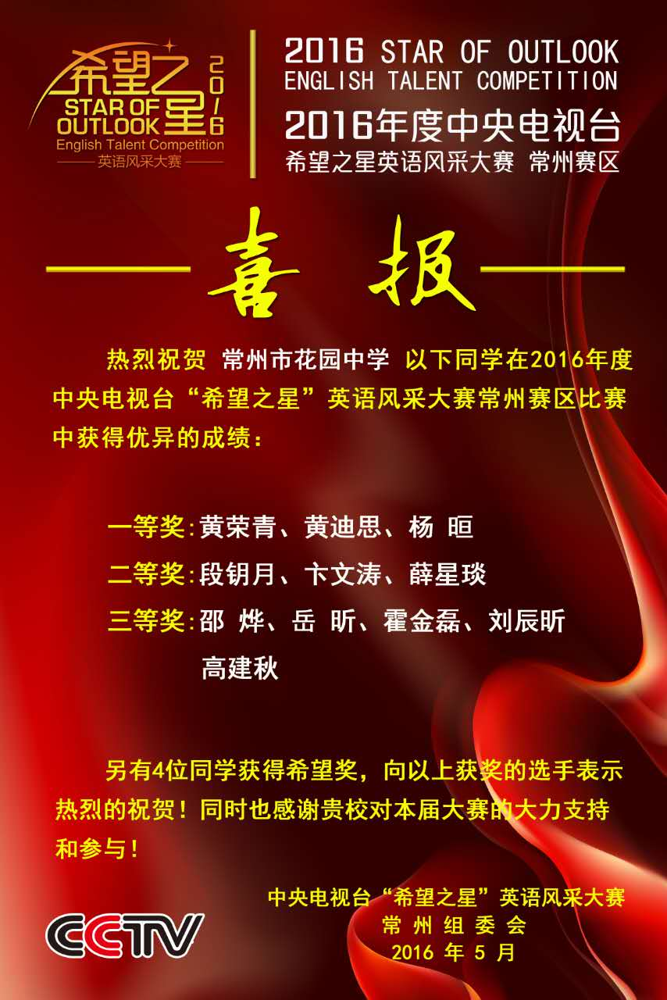 希望之星
2016
STAR OF
OUTLOOK
English Talent Competition
英语风采大赛
2016 STAR OF OUTLOOK
ENGLISH TALENT COMPETITION
2016年度中央电视台
希望之星英语风采大赛 常州赛区
喜 报
热烈祝贺 常州市花园中学 以下同学在2016年度
中央电视台“希望之星”英语风采大赛常州赛区比赛
中获得优异的成绩：
一等奖:黄荣青、黄迪思、杨 晅
二等奖:段钥月、卞文涛、薛星琰
三等奖:邵 烨、岳 昕、霍金磊、刘辰昕
高建秋
另有4位同学获得希望奖，向以上获奖的选手表示
热烈的祝贺！同时也感谢贵校对本届大赛的大力支持
和参与！
中央电视台“希望之星”英语风采大赛
常 州 组 委 会
2016 年 5 月
CCTV